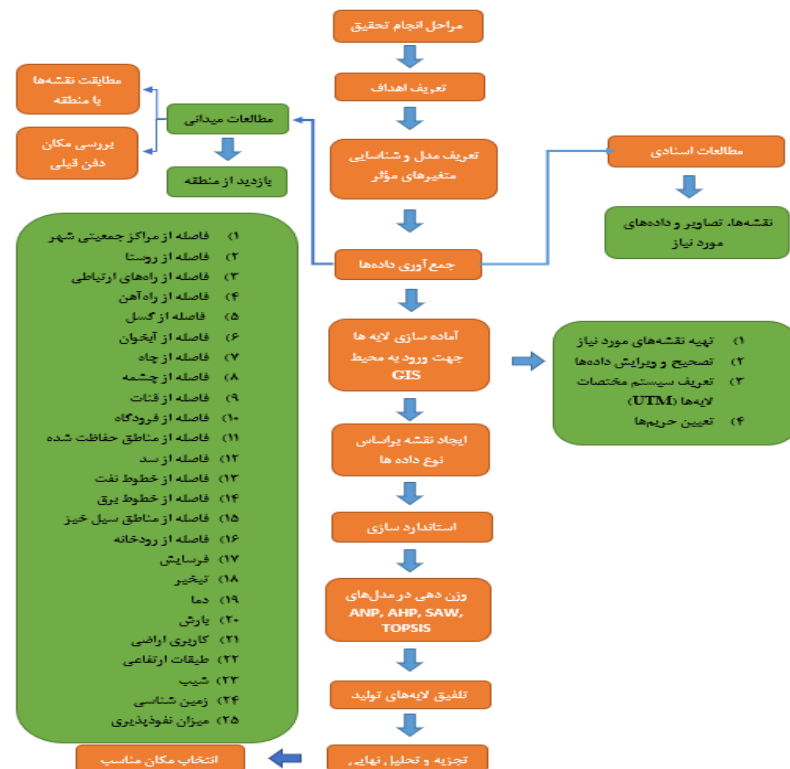 مراحل انجام تحقیق
تعریف اهداف
تعریف مدل و شناسایی
متغیرهای مؤثر
جمع آوری داده‌ها
مطالعات میدانی
مطابقت نقشه‌ها
با منطقه
بررسی مکان
دفن قبلی
بازدید از منطقه
مطالعات اسنادی
نقشه‌ها، تصاویر و داده‌های
مورد نیاز
۱) فاصله از مراکز جمعیتی شهر
۲) فاصله از روستا
۳) فاصله از راه‌های ارتباطی
۴) فاصله از راه‌آهن
۵) فاصله از گسل
۶) فاصله از آبخوان
۷) فاصله از چاه
۸) فاصله از چشمه
۹) فاصله از قنات
۱۰) فاصله از فرودگاه
۱۱) فاصله از مناطق حفاظت شده
۱۲) فاصله از سد
۱۳) فاصله از خطوط نفت
۱۴) فاصله از خطوط برق
۱۵) فاصله از مناطق سیل خیز
۱۶) فاصله از رودخانه
۱۷) فرسایش
۱۸) تبخیر
۱۹) دما
۲۰) بارش
۲۱) کاربری اراضی
۲۲) طبقات ارتفاعی
۲۳) شیب
۲۴) زمین شناسی
۲۵) میزان نفوذپذیری
آماده سازی لایه ها
جهت ورود به محیط
GIS
۱) تهیه نقشه‌های مورد نیاز
۲) تصحیح و ویرایش داده‌ها
۳) تعریف سیستم مختصات
لایه‌ها (UTM)
۴) تعیین حریم‌ها
ایجاد نقشه براساس
نوع داده ها
استاندارد سازی
وزن دهی در مدل‌های
ANP, AHP, SAW,
TOPSIS
تلفیق لایه‌های تولید
تجزیه و تحلیل نهایی
انتخاب مکان مناسب